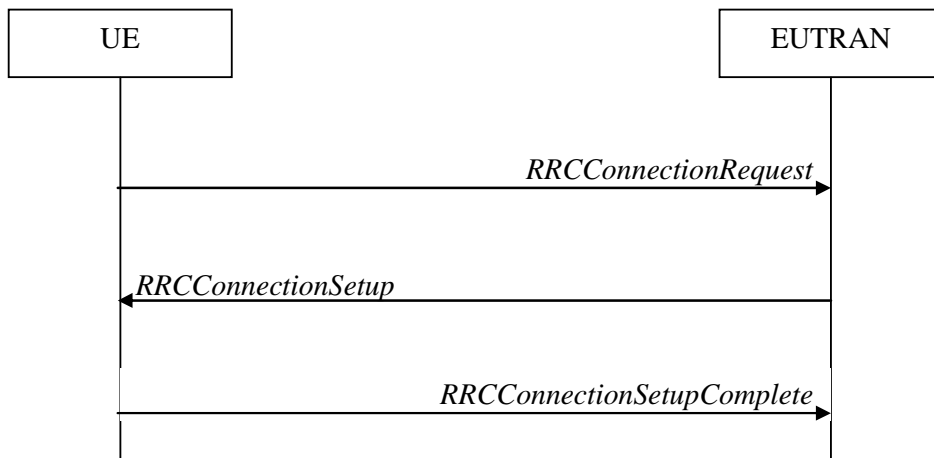 UE
EUTRAN
RRCConnectionRequest
RRCConnectionSetup
RRCConnectionSetupComplete